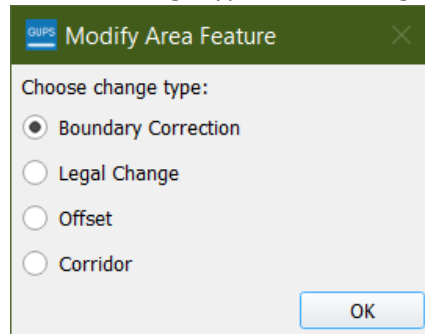 GUPS Modify Area Feature
Choose change type:
Boundary Correction
Legal Change
Offset
Corridor
OK